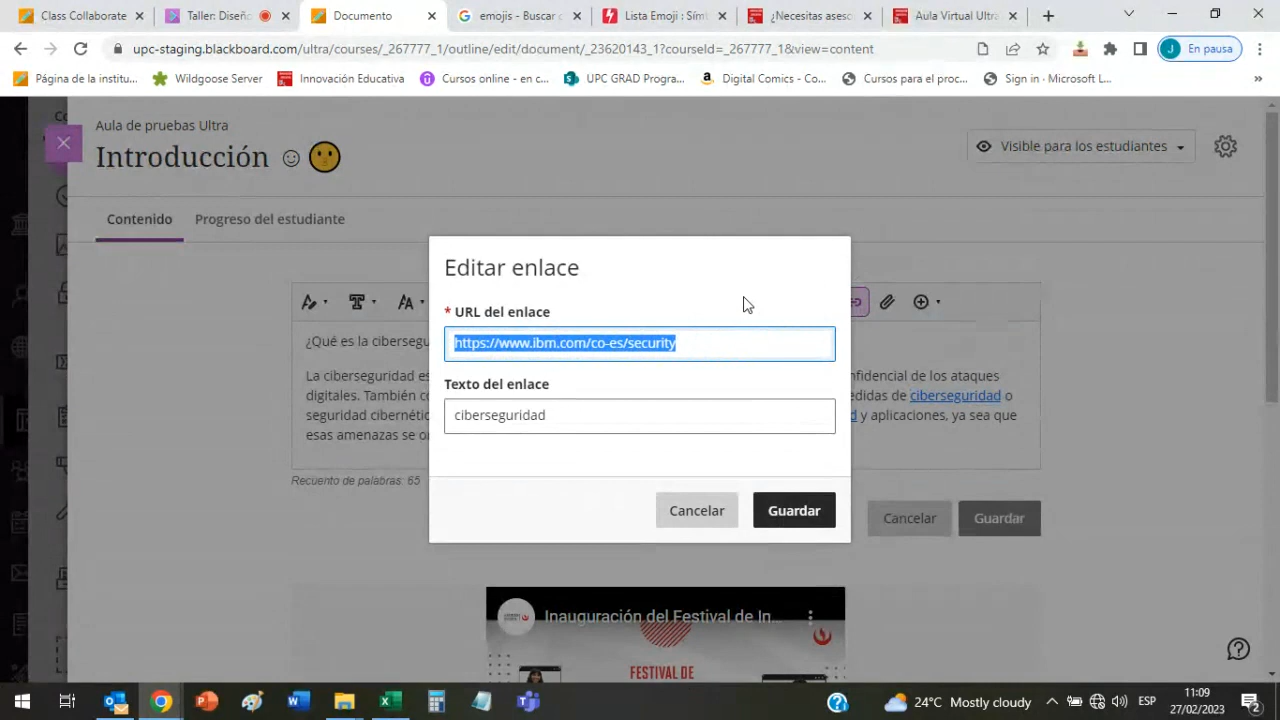 Class Collaborate
Taller: Diseñ
Documento
emojis - Buscar c
Lista Emoji : Símt
¿Necesitas asesc
Aula Virtual Ultra
upc-staging.blackboard.com/ultra/courses/_267777_1/outline/edit/document/_23620143_1?courseId=_267777_1&view=content
J En pausa
Página de la institu...
Wildgoose Server
Innovación Educativa
Cursos online - en c...
UPC GRAD Progra...
Digital Comics - Co...
Cursos para el proc...
Sign in · Microsoft L...
»
Aula de pruebas Ultra
Introducción ☺ 😗
Visible para los estudiantes
Contenido
Progreso del estudiante
Editar enlace
* URL del enlace
https://www.ibm.com/co-es/security
Texto del enlace
ciberseguridad
Cancelar
Guardar
¿Qué es la cibersegu
La ciberseguridad es
nfidencial de los ataques
digitales. También co
edidas de ciberseguridad o
seguridad cibernétic
d y aplicaciones, ya sea que
esas amenazas se o
Recuento de palabras: 65
Cancelar
Guardar
Inauguración del Festival de In...
FESTIVAL DE
24°C Mostly cloudy
ESP
11:09
27/02/2023
2